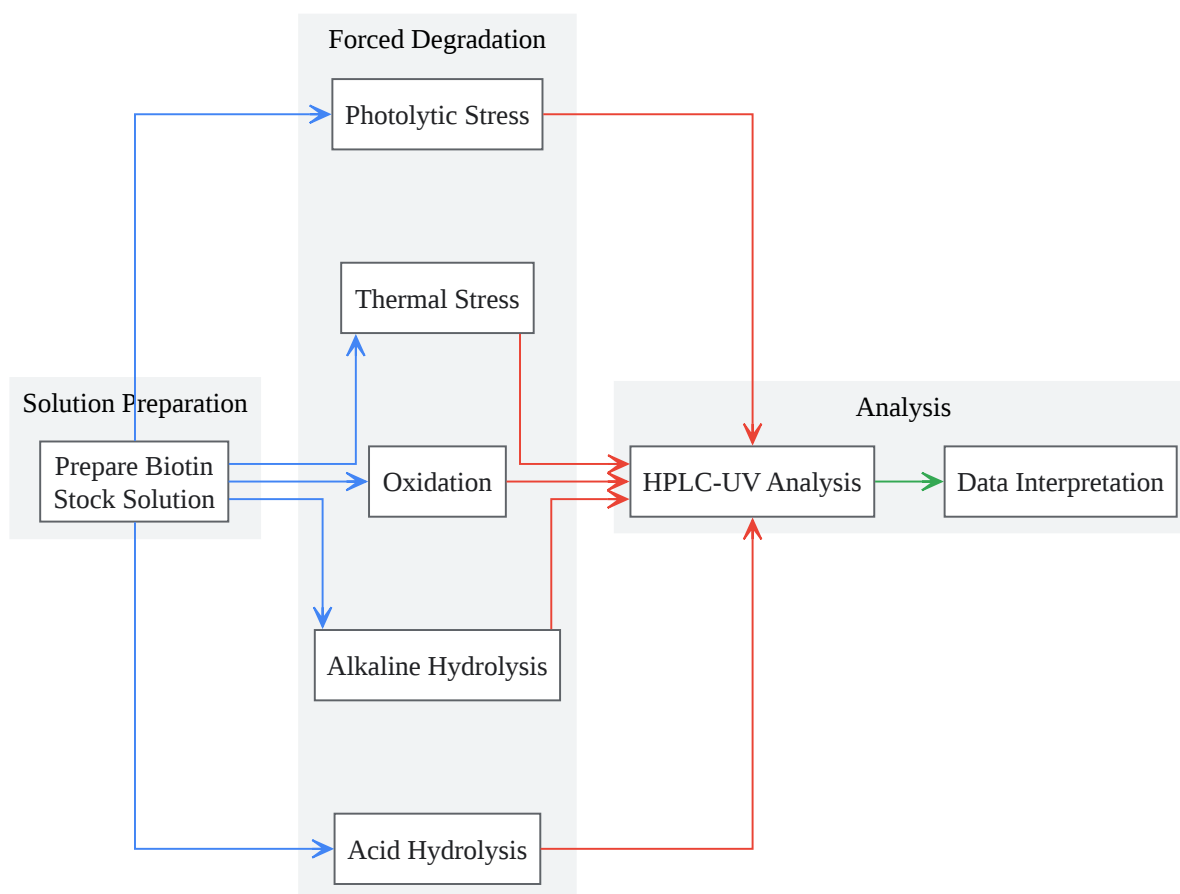 Forced Degradation
Photolytic Stress
Thermal Stress
Solution Preparation
Prepare Biotin
Stock Solution
Oxidation
Alkaline Hydrolysis
Acid Hydrolysis
Analysis
HPLC-UV Analysis
Data Interpretation